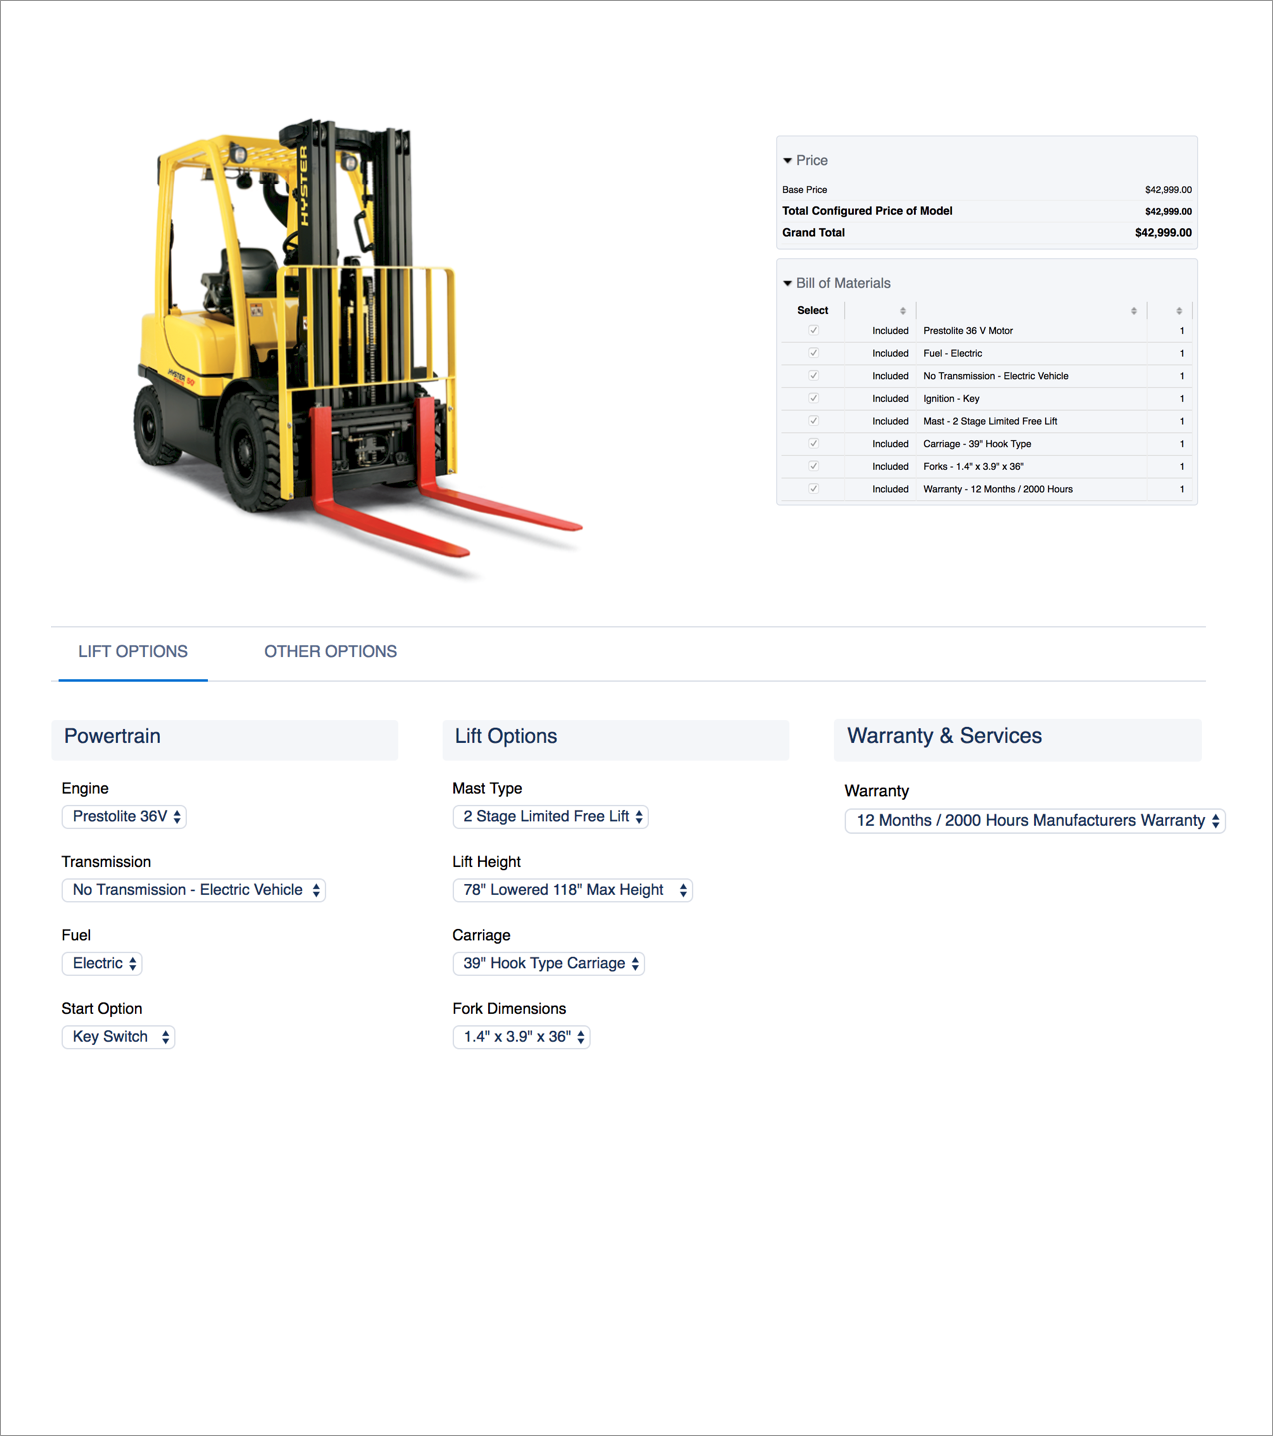 HYSTER
HYSTER 50
Price
Base Price $42,999.00
Total Configured Price of Model $42,999.00
Grand Total $42,999.00
Bill of Materials
Select
Included Prestolite 36 V Motor 1
Included Fuel - Electric 1
Included No Transmission - Electric Vehicle 1
Included Ignition - Key 1
Included Mast - 2 Stage Limited Free Lift 1
Included Carriage - 39" Hook Type 1
Included Forks - 1.4" x 3.9" x 36" 1
Included Warranty - 12 Months / 2000 Hours 1
LIFT OPTIONS OTHER OPTIONS
Powertrain
Engine
Prestolite 36V
Transmission
No Transmission - Electric Vehicle
Fuel
Electric
Start Option
Key Switch
Lift Options
Mast Type
2 Stage Limited Free Lift
Lift Height
78" Lowered 118" Max Height
Carriage
39" Hook Type Carriage
Fork Dimensions
1.4" x 3.9" x 36"
Warranty & Services
Warranty
12 Months / 2000 Hours Manufacturers Warranty